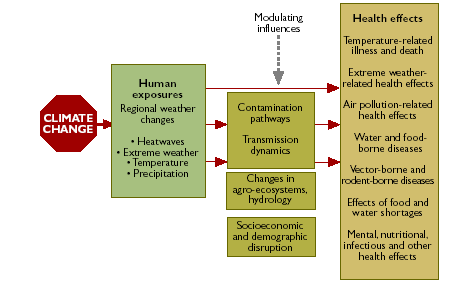 Modulating
influences
Health effects
Temperature-related
illness and death
Extreme weather-
related health effects
Air pollution-related
health effects
Water and food-
borne diseases
Vector-borne and
rodent-borne diseases
Effects of food and
water shortages
Mental, nutritional,
infectious and other
health effects
CLIMATE
CHANGE
Human
exposures
Regional weather
changes
• Heatwaves
• Extreme weather
• Temperature
• Precipitation
Contamination
pathways
Transmission
dynamics
Changes in
agro-ecosystems,
hydrology
Socioeconomic
and demographic
disruption